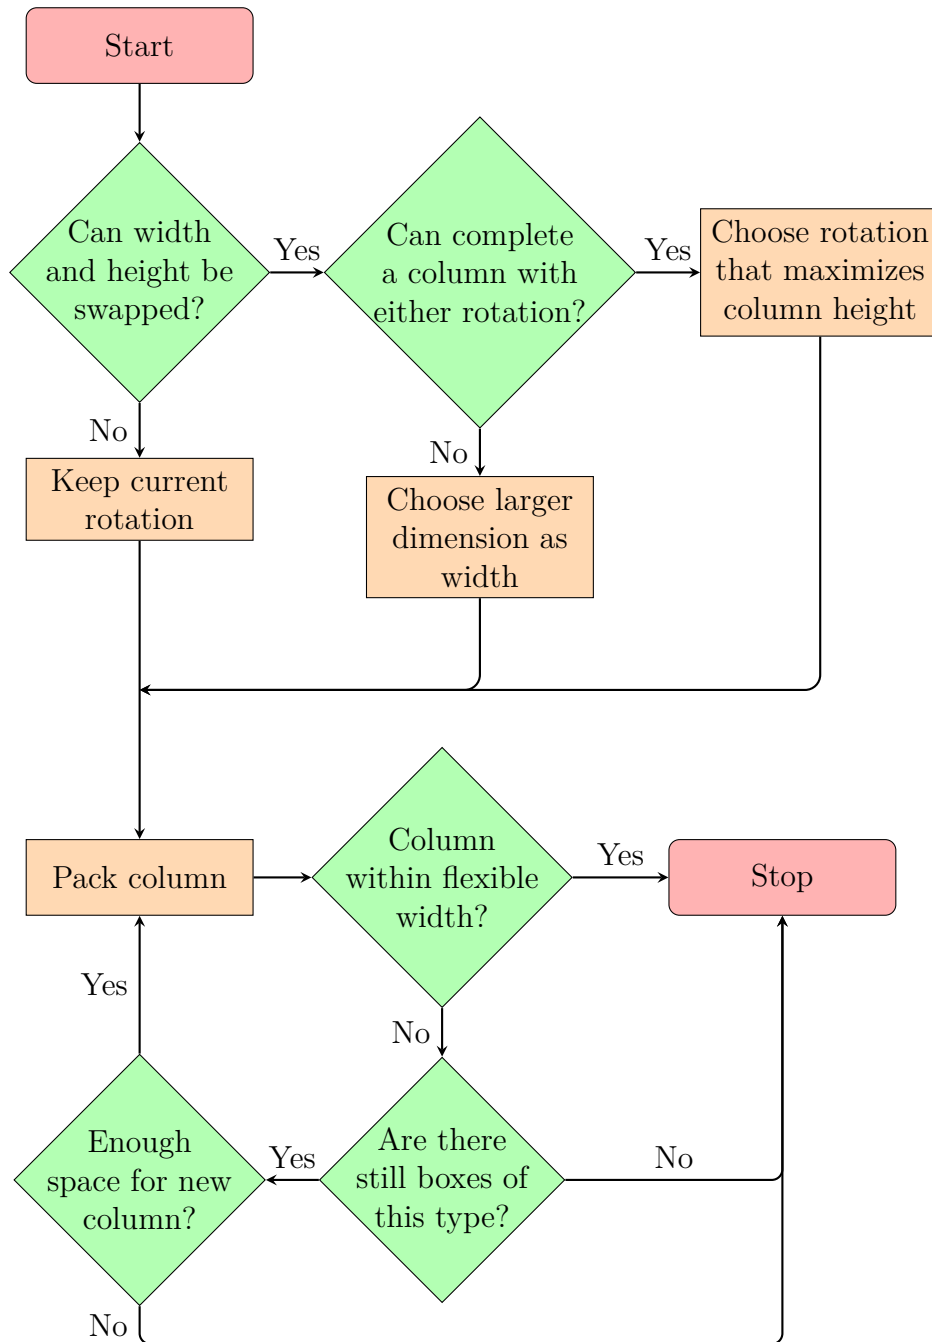 Start
Can width
and height be
swapped?
Yes
Can complete
a column with
either rotation?
Yes
Choose rotation
that maximizes
column height
No
Keep current
rotation
No
Choose larger
dimension as
width
Pack column
Column
within flexible
width?
Yes
Stop
Yes
No
Enough
space for new
column?
Yes
Are there
still boxes of
this type?
No
No